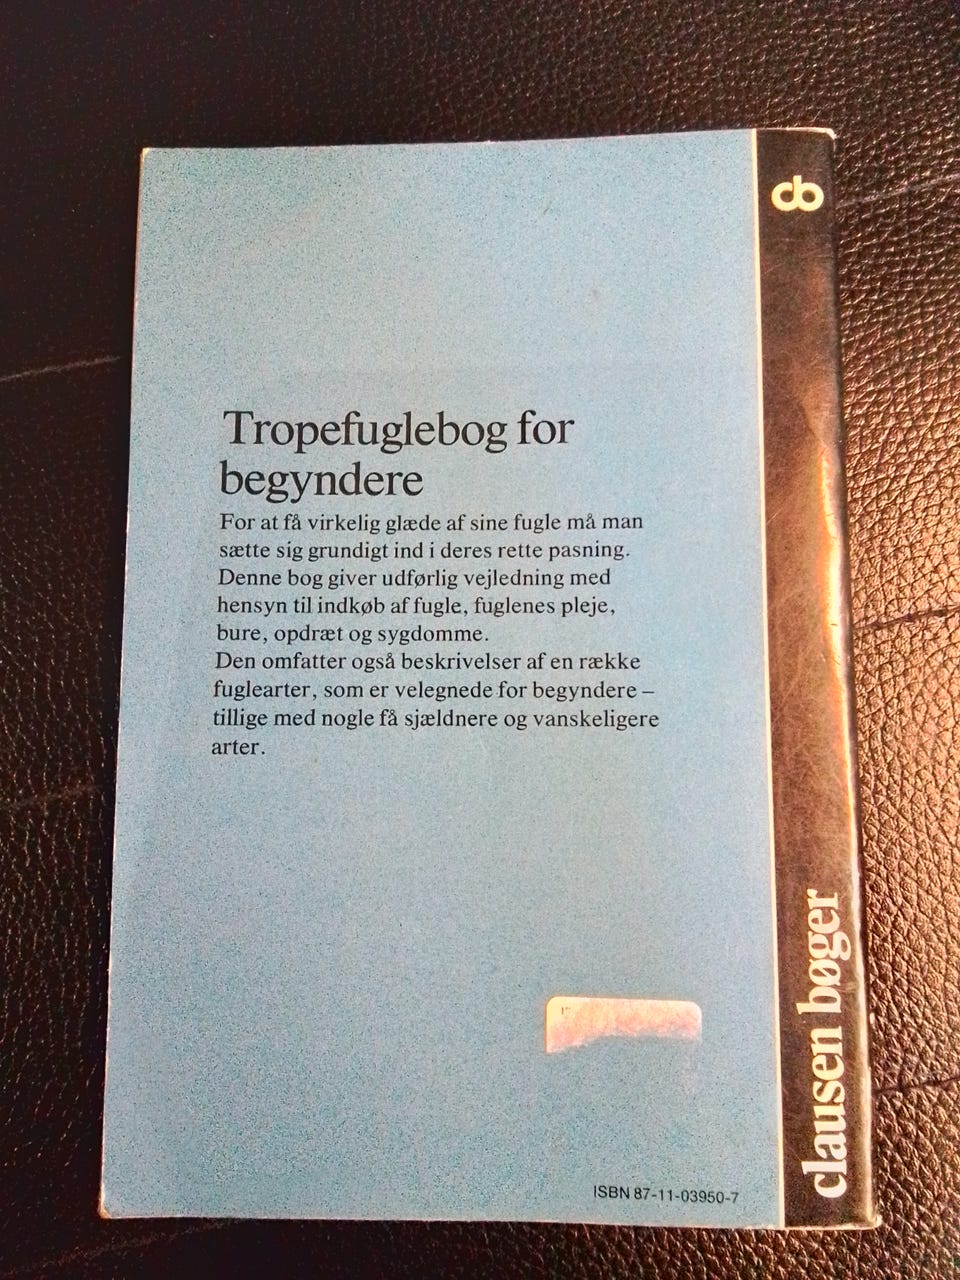 Tropefuglebog for
begyndere
For at få virkelig glæde af sine fugle må man
sætte sig grundigt ind i deres rette pasning.
Denne bog giver udførlig vejledning med
hensyn til indkøb af fugle, fuglenes pleje,
bure, opdræt og sygdomme.
Den omfatter også beskrivelser af en række
fuglearter, som er velegnede for begyndere –
tillige med nogle få sjældnere og vanskeligere
arter.
ISBN 87-11-03950-7
cb
clausen bøger